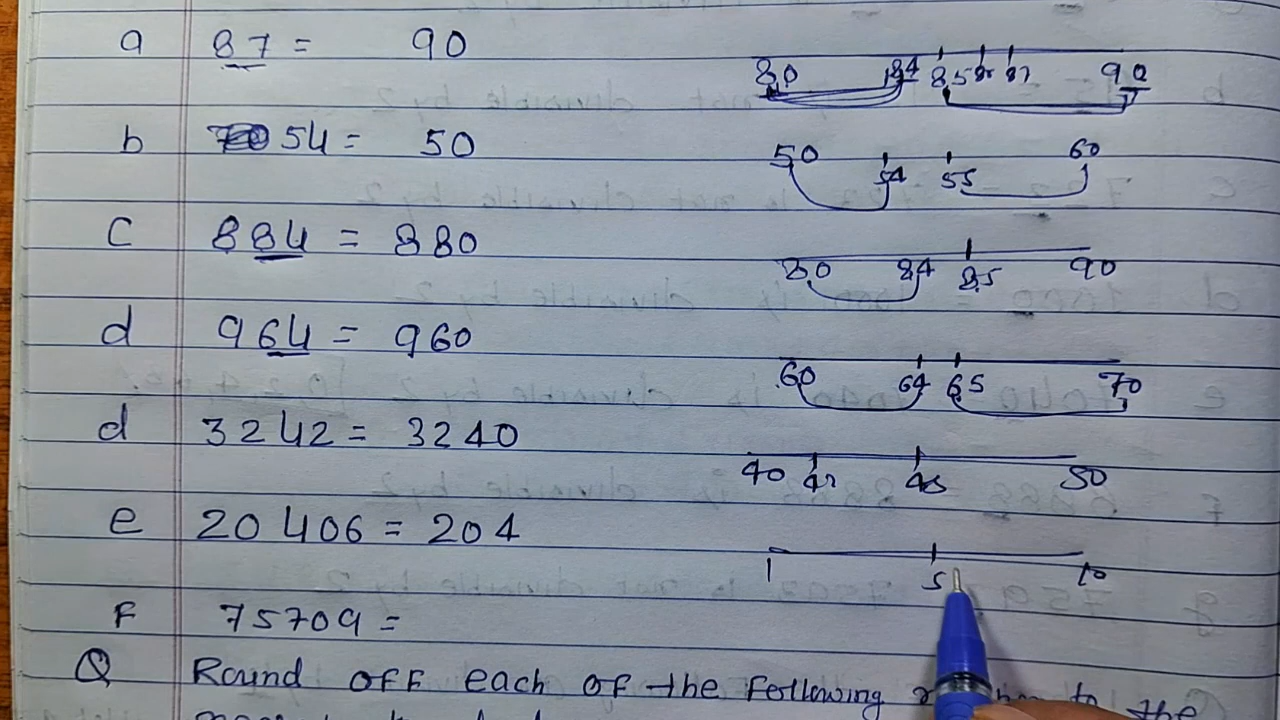 a 87 = 90
80 84 85 87 90
b 54 = 50
50 54 55 60
c 884 = 880
80 84 85 90
d 964 = 960
60 64 65 70
d 3242 = 3240
40 42 45 50
e 20406 = 204
1 5 10
F 75709 =
Q Round off each of the Following to the